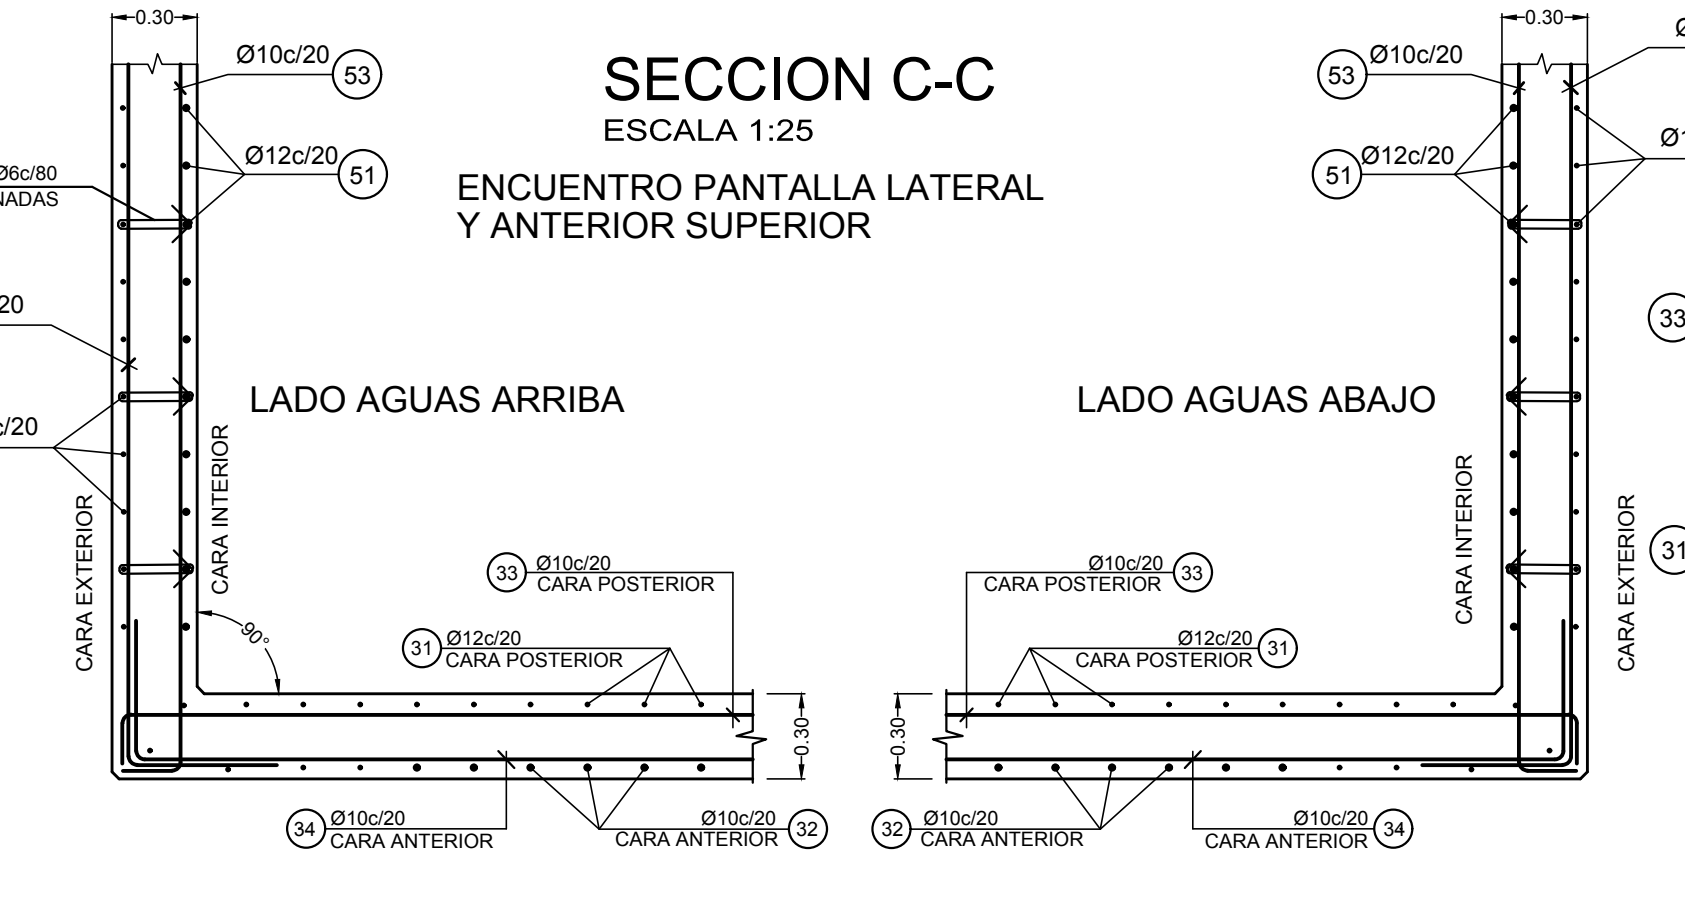 0.30
0.30
Ø10c/20
53
SECCION C-C
ESCALA 1:25
53
Ø10c/20
Ø12c/20
51
ENCUENTRO PANTALLA LATERAL
Y ANTERIOR SUPERIOR
51
Ø12c/20
Ø6c/80
33
LADO AGUAS ARRIBA
LADO AGUAS ABAJO
CARA EXTERIOR
CARA INTERIOR
CARA INTERIOR
CARA EXTERIOR
31
33
Ø10c/20
CARA POSTERIOR
Ø10c/20
33
CARA POSTERIOR
90°
31
Ø12c/20
CARA POSTERIOR
Ø12c/20
31
CARA POSTERIOR
0.30
0.30
34
Ø10c/20
CARA ANTERIOR
Ø10c/20
32
CARA ANTERIOR
32
Ø10c/20
CARA ANTERIOR
Ø10c/20
34
CARA ANTERIOR